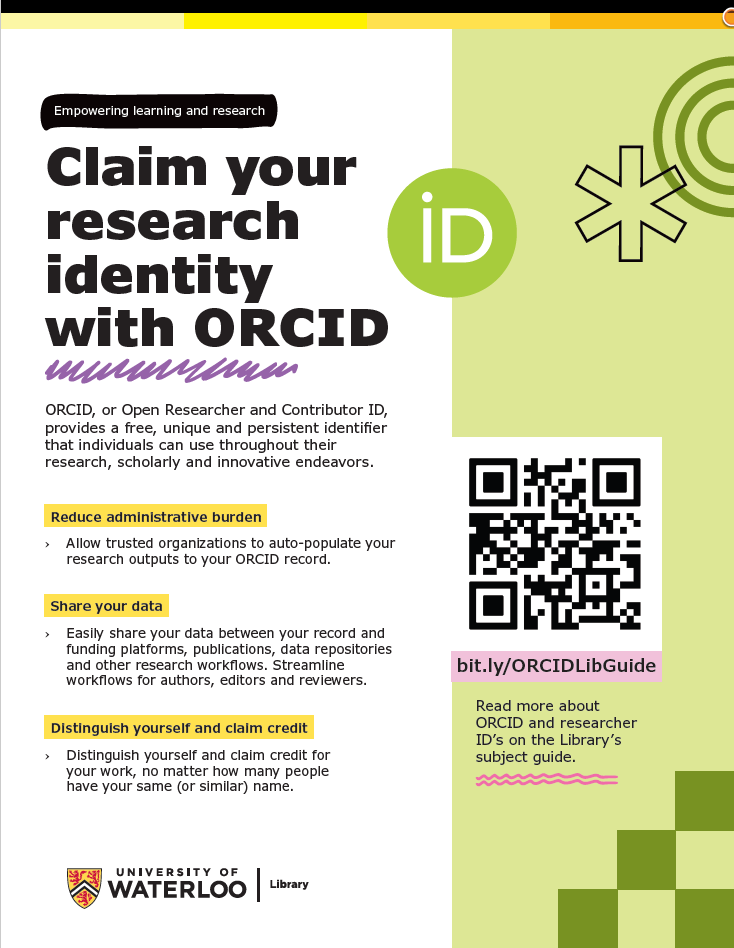 Empowering learning and research
Claim your
research
identity
with ORCID
iD
ORCID, or Open Researcher and Contributor ID,
provides a free, unique and persistent identifier
that individuals can use throughout their
research, scholarly and innovative endeavors.
Reduce administrative burden
› Allow trusted organizations to auto-populate your
research outputs to your ORCID record.
Share your data
› Easily share your data between your record and
funding platforms, publications, data repositories
and other research workflows. Streamline
workflows for authors, editors and reviewers.
Distinguish yourself and claim credit
› Distinguish yourself and claim credit for
your work, no matter how many people
have your same (or similar) name.
bit.ly/ORCIDLibGuide
Read more about
ORCID and researcher
ID’s on the Library’s
subject guide.
UNIVERSITY OF
WATERLOO
Library